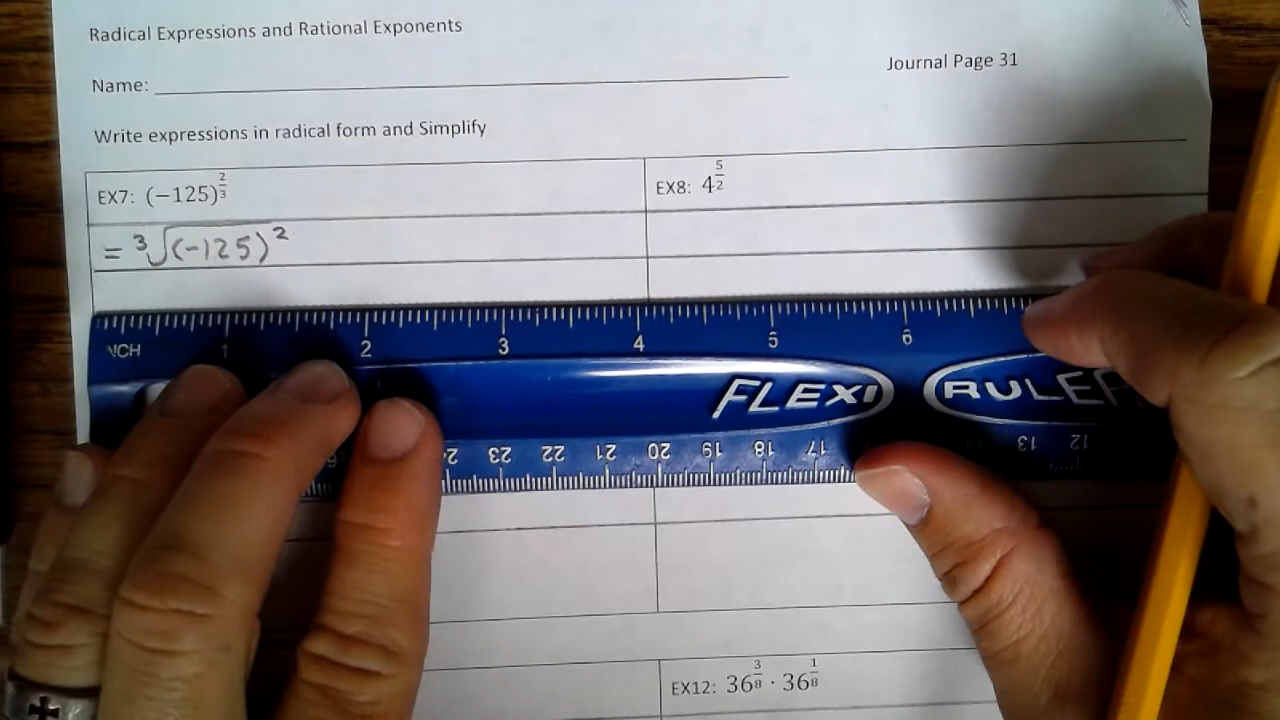 Radical Expressions and Rational Exponents
Journal Page 31
Name:
Write expressions in radical form and Simplify
EX7: (−125)^(2/3)
EX8: 4^(5/2)
= ³√(-125)²
INCH 1 2 3 4 5 6
FLEXI RULER
23 22 21 20 19 18 17 13 12
EX12: 36^(3/8) · 36^(1/8)